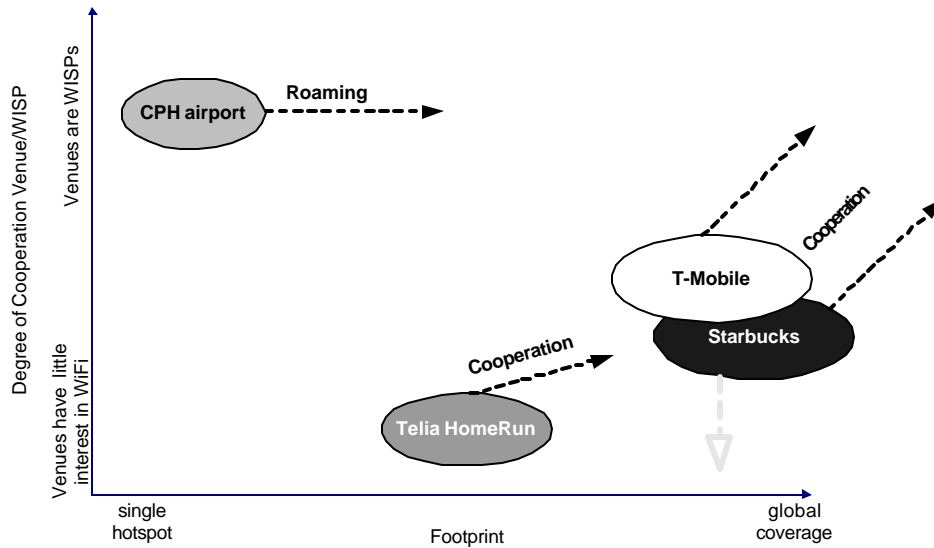 Degree of Cooperation Venue/WISP
Venues are WISPs
Venues have little
interest in WiFi
CPH airport
Roaming
Cooperation
T-Mobile
Starbucks
Cooperation
Telia HomeRun
single
hotspot
Footprint
global
coverage